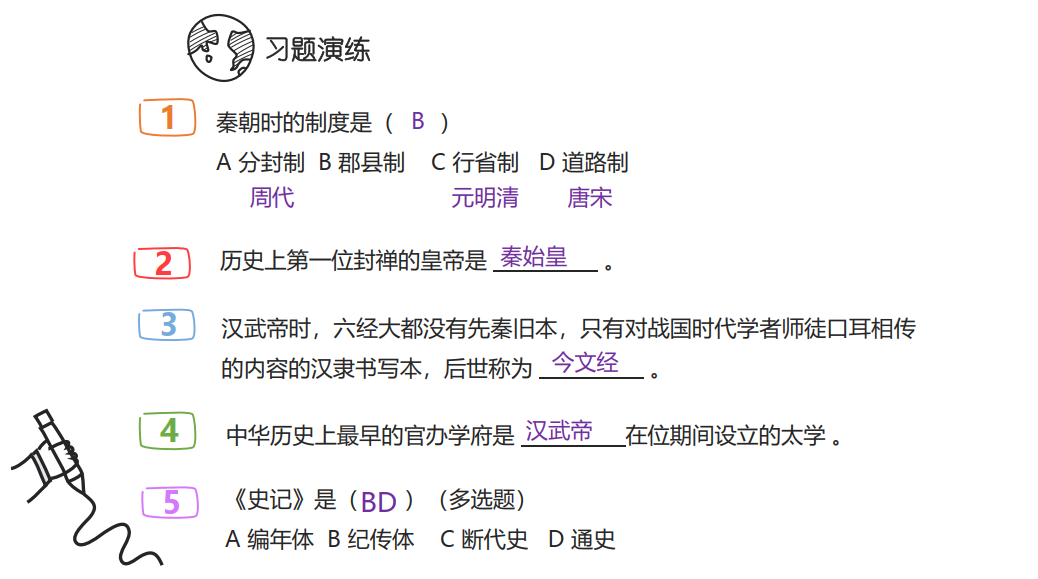 习题演练
1
秦朝时的制度是（ B ）
A 分封制 B 郡县制 C 行省制 D 道路制
周代 元明清 唐宋
2
历史上第一位封禅的皇帝是 秦始皇 。
3
汉武帝时，六经大都没有先秦旧本，只有对战国时代学者师徒口耳相传
的内容的汉隶书写本，后世称为 今文经 。
4
中华历史上最早的官办学府是 汉武帝 在位期间设立的太学 。
5
《史记》是（ BD ）（多选题）
A 编年体 B 纪传体 C 断代史 D 通史